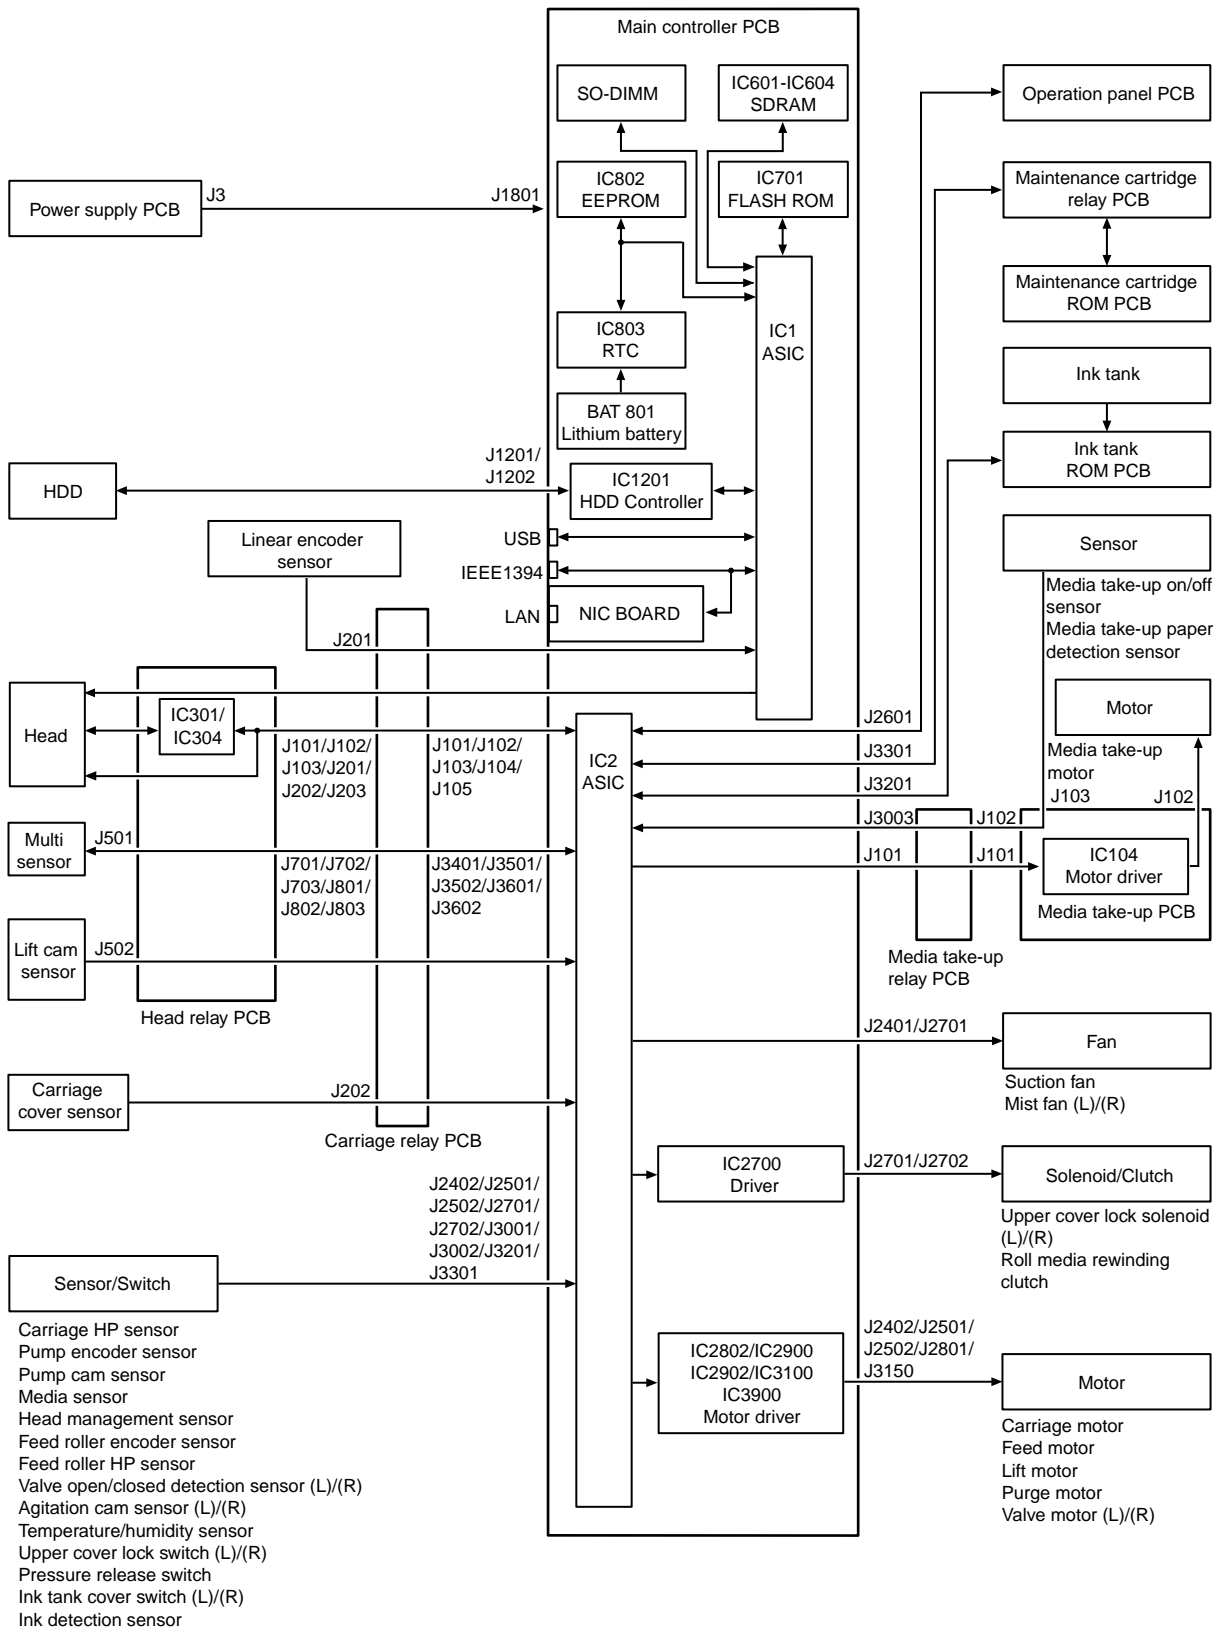 Main controller PCB
SO-DIMM
IC601-IC604
SDRAM
Operation panel PCB
IC802
EEPROM
IC701
FLASH ROM
Maintenance cartridge
relay PCB
Power supply PCB
J3
J1801
Maintenance cartridge
ROM PCB
IC803
RTC
IC1
ASIC
Ink tank
BAT 801
Lithium battery
Ink tank
ROM PCB
HDD
J1201/
J1202
IC1201
HDD Controller
Linear encoder
sensor
USB
IEEE1394
LAN
NIC BOARD
Sensor
Media take-up on/off
sensor
Media take-up paper
detection sensor
J201
Head
IC301/
IC304
J101/J102/
J103/J201/
J202/J203
J101/J102/
J103/J104/
J105
IC2
ASIC
J2601
J3301
J3201
Motor
Media take-up
motor
J103
J102
J3003
J102
J101
J101
IC104
Motor driver
Media take-up PCB
Media take-up
relay PCB
Multi
sensor
J501
J701/J702/
J703/J801/
J802/J803
J3401/J3501/
J3502/J3601/
J3602
Lift cam
sensor
J502
Head relay PCB
J2401/J2701
Fan
Suction fan
Mist fan (L)/(R)
Carriage
cover sensor
J202
Carriage relay PCB
IC2700
Driver
J2701/J2702
Solenoid/Clutch
Upper cover lock solenoid
(L)/(R)
Roll media rewinding
clutch
J2402/J2501/
J2502/J2701/
J2702/J3001/
J3002/J3201/
J3301
Sensor/Switch
Carriage HP sensor
Pump encoder sensor
Pump cam sensor
Media sensor
Head management sensor
Feed roller encoder sensor
Feed roller HP sensor
Valve open/closed detection sensor (L)/(R)
Agitation cam sensor (L)/(R)
Temperature/humidity sensor
Upper cover lock switch (L)/(R)
Pressure release switch
Ink tank cover switch (L)/(R)
Ink detection sensor
IC2802/IC2900
IC2902/IC3100
IC3900
Motor driver
J2402/J2501/
J2502/J2801/
J3150
Motor
Carriage motor
Feed motor
Lift motor
Purge motor
Valve motor (L)/(R)